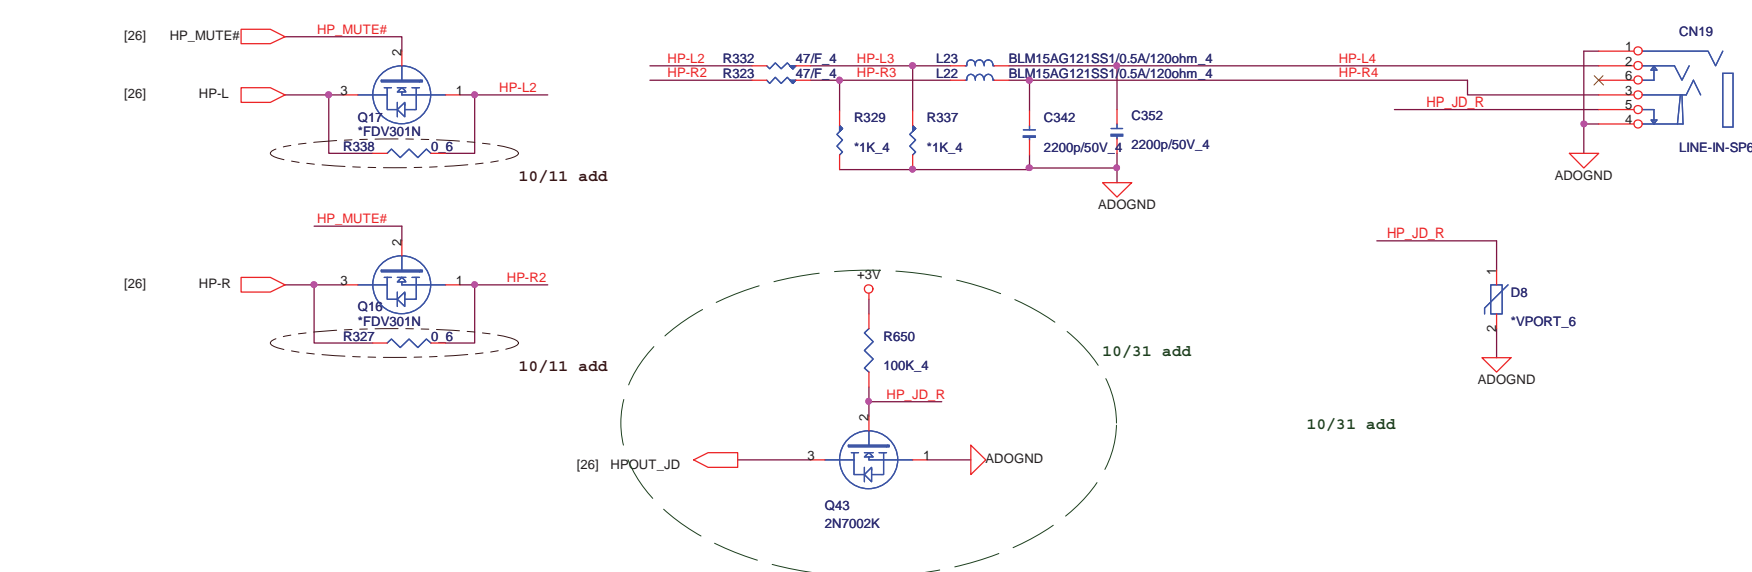 [26] HP_MUTE# HP_MUTE#
2
[26] HP-L 3 1 HP-L2
Q17
*FDV301N
R338 0_6
10/11 add
HP_MUTE#
2
[26] HP-R 3 1 HP-R2
Q16
*FDV301N
R327 0_6
10/11 add
HP-L2 R332 47/F_4 HP-L3 L23 BLM15AG121SS1/0.5A/120ohm_4 HP-L4
HP-R2 R323 47/F_4 HP-R3 L22 BLM15AG121SS1/0.5A/120ohm_4 HP-R4
R329
*1K_4
R337
*1K_4
C342
2200p/50V_4
C352
2200p/50V_4
ADOGND
CN19
1
2
6
3
5
4
HP_JD_R
LINE-IN-SP6
ADOGND
+3V
R650
100K_4
HP_JD_R
2
[26] HPOUT_JD 3 1 ADOGND
Q43
2N7002K
10/31 add
HP_JD_R
1
D8
*VPORT_6
2
ADOGND
10/31 add